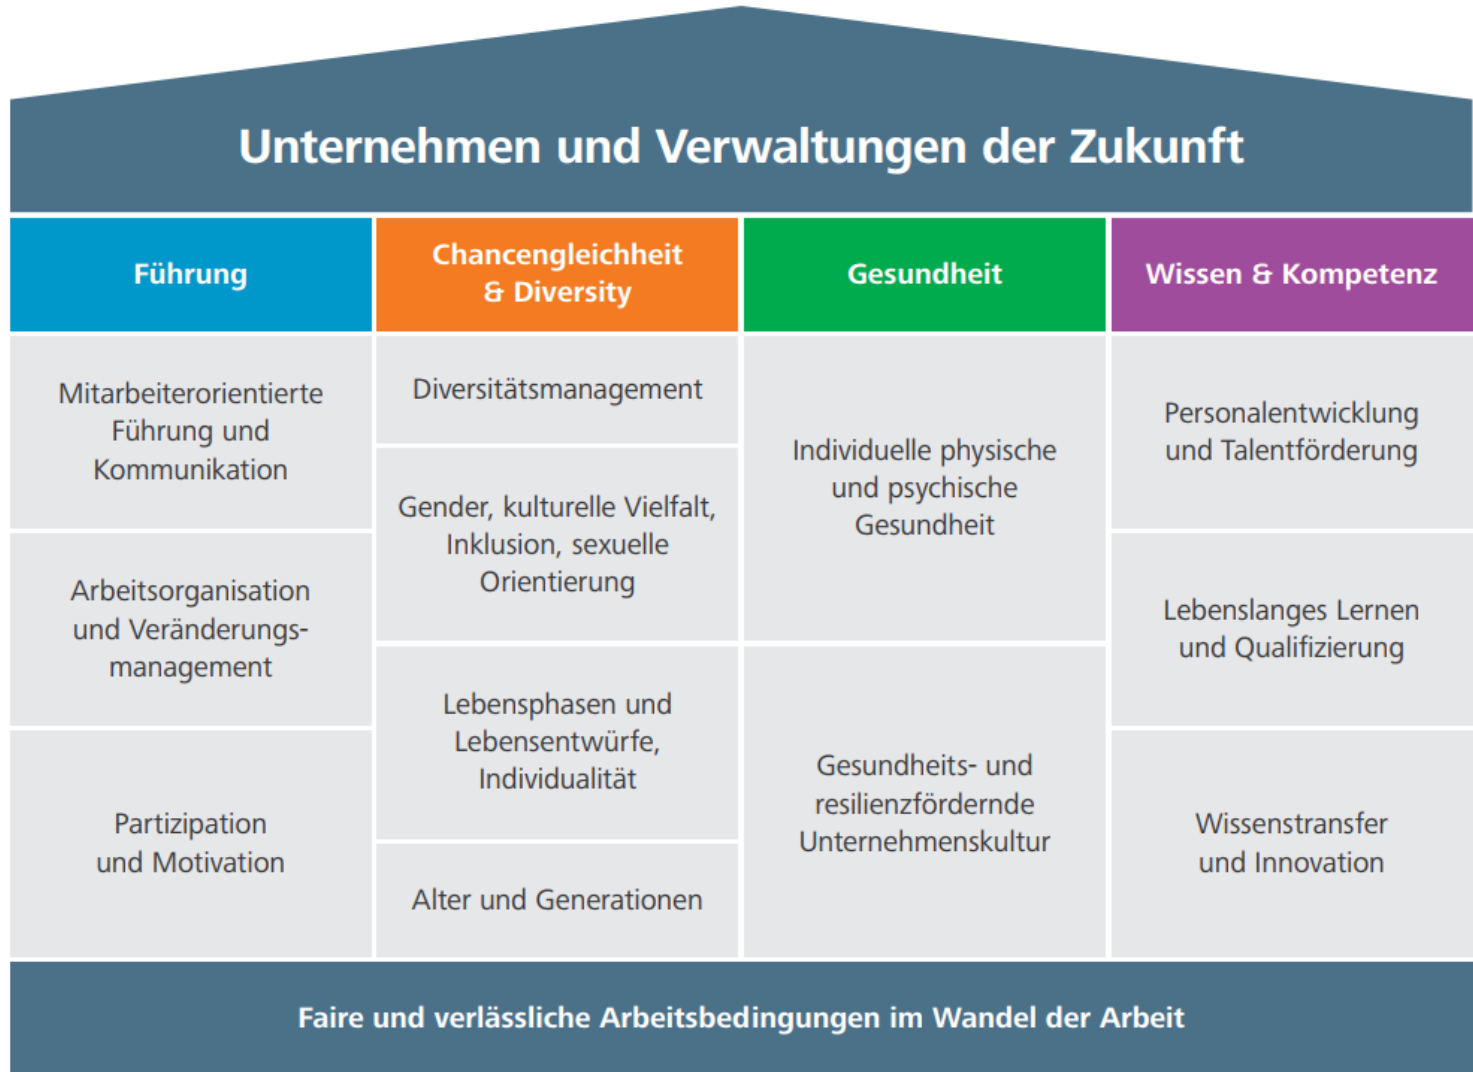 Unternehmen und Verwaltungen der Zukunft
Führung
Chancengleichheit
& Diversity
Gesundheit
Wissen & Kompetenz
Mitarbeiterorientierte
Führung und
Kommunikation
Arbeitsorganisation
und Veränderungs-
management
Partizipation
und Motivation
Diversitätsmanagement
Gender, kulturelle Vielfalt,
Inklusion, sexuelle
Orientierung
Lebensphasen und
Lebensentwürfe,
Individualität
Alter und Generationen
Individuelle physische
und psychische
Gesundheit
Gesundheits- und
resilienzfördernde
Unternehmenskultur
Personalentwicklung
und Talentförderung
Lebenslanges Lernen
und Qualifizierung
Wissenstransfer
und Innovation
Faire und verlässliche Arbeitsbedingungen im Wandel der Arbeit